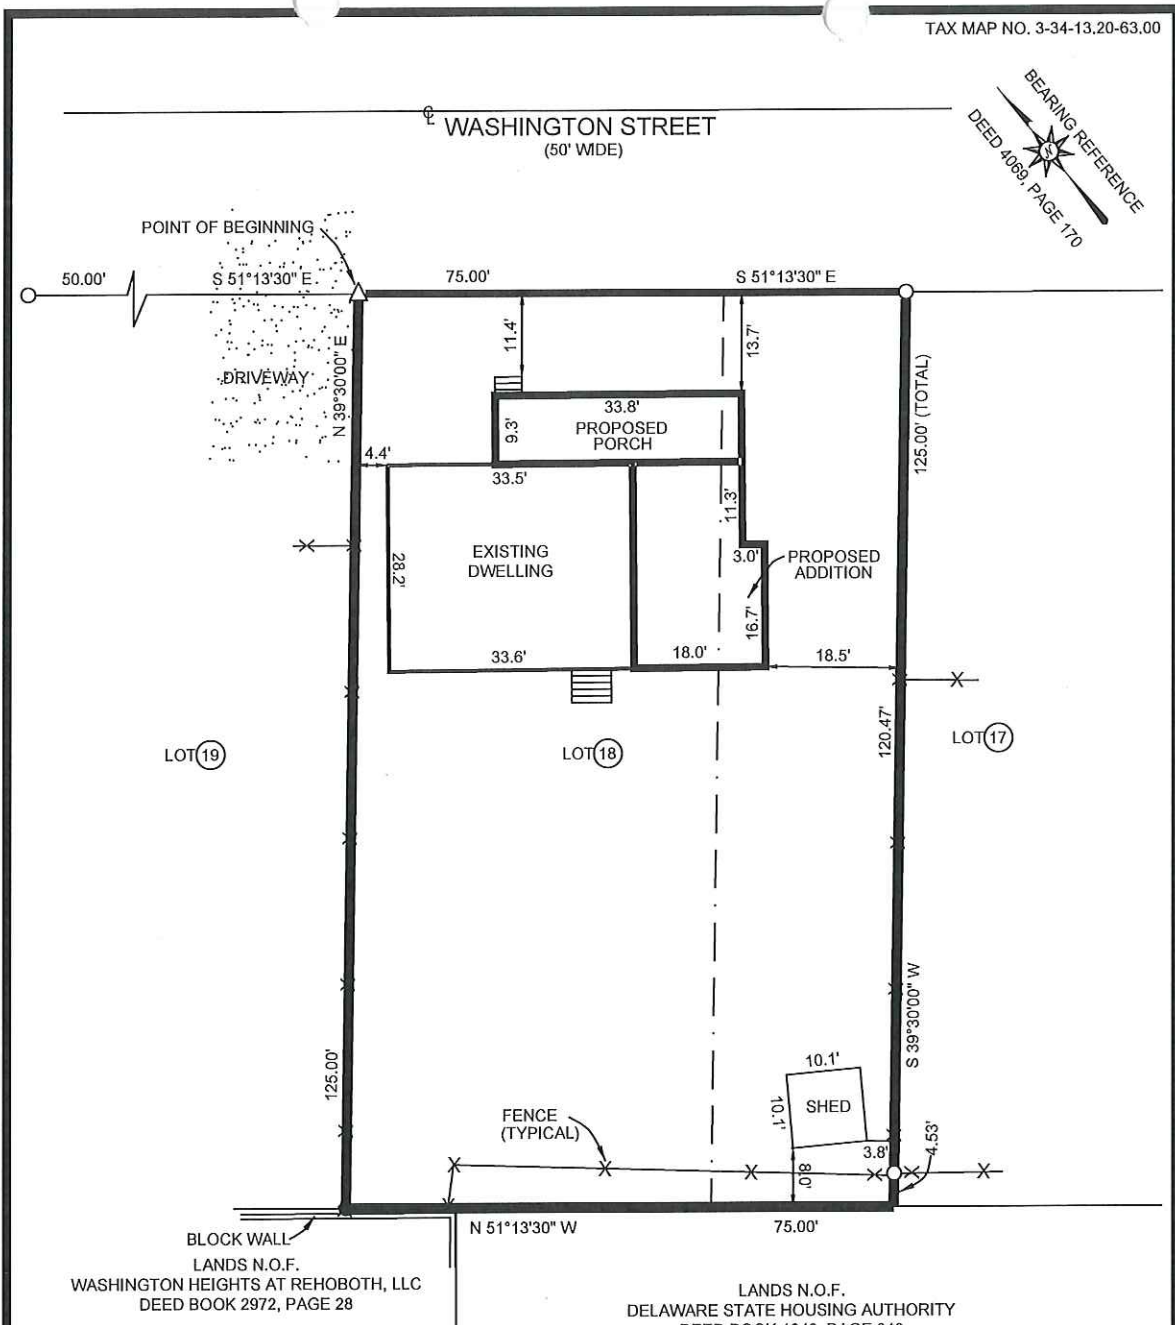 TAX MAP NO. 3-34-13.20-63.00
BEARING REFERENCE
DEED 4069, PAGE 170
N
℄ WASHINGTON STREET
(50' WIDE)
POINT OF BEGINNING
50.00'
S 51°13'30" E
75.00'
S 51°13'30" E
11.4'
13.7'
DRIVEWAY
N 39°30'00" E
125.00' (TOTAL)
33.8'
9.3'
PROPOSED
PORCH
4.4'
33.5'
11.3'
EXISTING
DWELLING
28.2'
3.0'
PROPOSED
ADDITION
16.7'
33.6'
18.0'
18.5'
120.47'
LOT 19
LOT 18
LOT 17
S 39°30'00" W
125.00'
10.1'
10.1'
SHED
FENCE
(TYPICAL)
3.8'
4.53'
8.0'
N 51°13'30" W
75.00'
BLOCK WALL
LANDS N.O.F.
WASHINGTON HEIGHTS AT REHOBOTH, LLC
DEED BOOK 2972, PAGE 28
LANDS N.O.F.
DELAWARE STATE HOUSING AUTHORITY